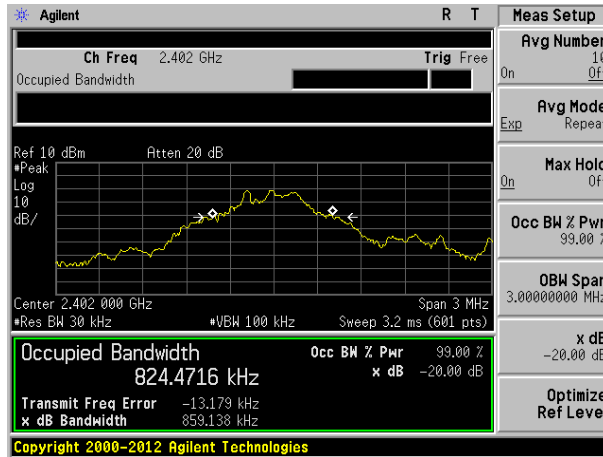 Agilent R T
Meas Setup
Ch Freq 2.402 GHz Trig Free
Occupied Bandwidth
Avg Number
10
On Off
Avg Mode
Exp Repeat
Max Hold
On Off
Occ BW % Pwr
99.00 %
OBW Span
3.00000000 MHz
x dB
-20.00 dB
Optimize
Ref Level
Ref 10 dBm Atten 20 dB
#Peak
Log
10
dB/
Center 2.402 000 GHz Span 3 MHz
#Res BW 30 kHz #VBW 100 kHz Sweep 3.2 ms (601 pts)
Occupied Bandwidth Occ BW % Pwr 99.00 %
824.4716 kHz x dB -20.00 dB
Transmit Freq Error -13.179 kHz
x dB Bandwidth 859.138 kHz
Copyright 2000-2012 Agilent Technologies